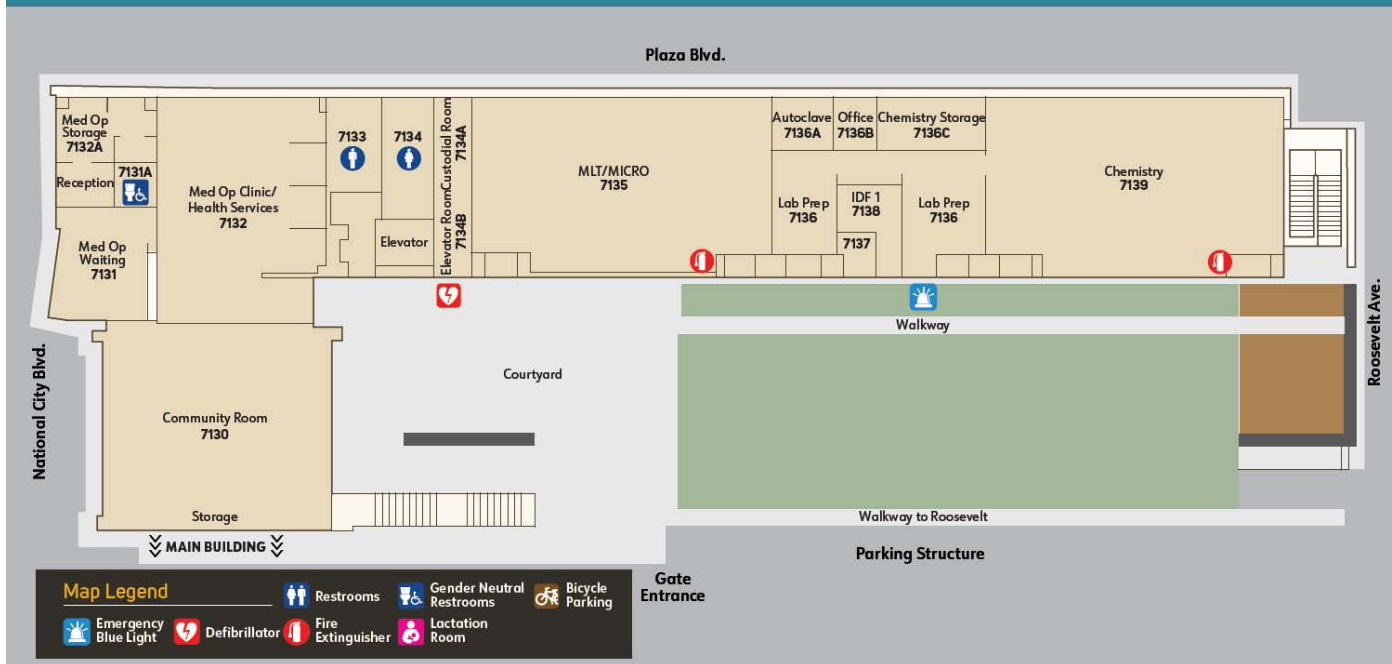 Plaza Blvd.
Med Op
Storage
7132A
Reception
7131A
Med Op
Waiting
7131
Med Op Clinic/
Health Services
7132
7133
7134
Elevator
Custodial Room
7134A
Elevator Room
7134B
MLT/MICRO
7135
Autoclave
7136A
Office
7136B
Chemistry Storage
7136C
Lab Prep
7136
IDF 1
7138
7137
Lab Prep
7136
Chemistry
7139
National City Blvd.
Roosevelt Ave.
Walkway
Courtyard
Community Room
7130
Storage
MAIN BUILDING
Walkway to Roosevelt
Parking Structure
Gate
Entrance
Map Legend
Restrooms
Gender Neutral
Restrooms
Bicycle
Parking
Emergency
Blue Light
Defibrillator
Fire
Extinguisher
Lactation
Room